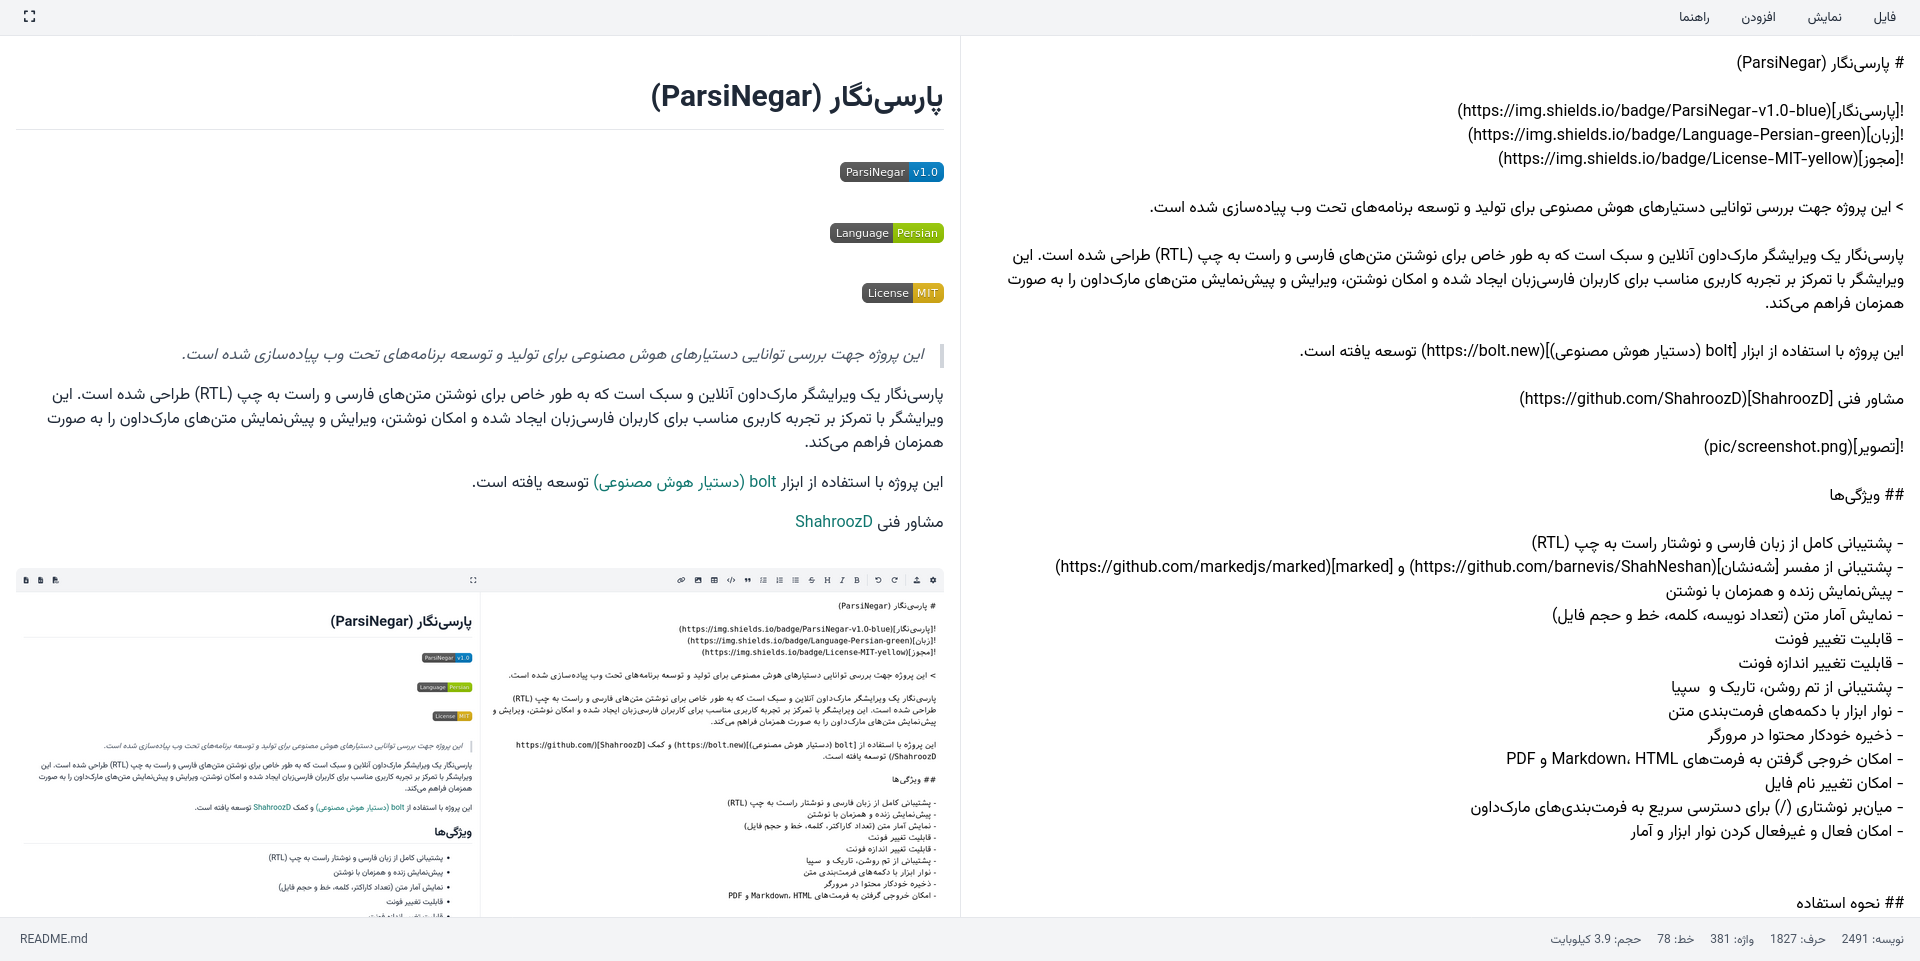 فایل نمایش افزودن راهنما
# پارسی‌نگار (ParsiNegar)
![پارسی‌نگار](https://img.shields.io/badge/ParsiNegar-v1.0-blue)
![زبان](https://img.shields.io/badge/Language-Persian-green)
![مجوز](https://img.shields.io/badge/License-MIT-yellow)
> این پروژه جهت بررسی توانایی دستیارهای هوش مصنوعی برای تولید و توسعه برنامه‌های تحت وب پیاده‌سازی شده است.
پارسی‌نگار یک ویرایشگر مارک‌داون آنلاین و سبک است که به طور خاص برای نوشتن متن‌های فارسی و راست به چپ (RTL) طراحی شده است. این
ویرایشگر با تمرکز بر تجربه کاربری مناسب برای کاربران فارسی‌زبان ایجاد شده و امکان نوشتن، ویرایش و پیش‌نمایش متن‌های مارک‌داون را به صورت
همزمان فراهم می‌کند.
این پروژه با استفاده از ابزار [bolt (دستیار هوش مصنوعی)](https://bolt.new) توسعه یافته است.
مشاور فنی [ShahroozD](https://github.com/ShahroozD)
![تصویر](pic/screenshot.png)
## ویژگی‌ها
- پشتیبانی کامل از زبان فارسی و نوشتار راست به چپ (RTL)
- پشتیبانی از مفسر [شه‌نشان](https://github.com/barnevis/ShahNeshan) و [marked](https://github.com/markedjs/marked)
- پیش‌نمایش زنده و همزمان با نوشتن
- نمایش آمار متن (تعداد نویسه، کلمه، خط و حجم فایل)
- قابلیت تغییر فونت
- قابلیت تغییر اندازه فونت
- پشتیبانی از تم روشن، تاریک و  سپیا
- نوار ابزار با دکمه‌های فرمت‌بندی متن
- ذخیره خودکار محتوا در مرورگر
- امکان خروجی گرفتن به فرمت‌های Markdown، HTML و PDF
- امکان تغییر نام فایل
- میان‌بر نوشتاری (/) برای دسترسی سریع به فرمت‌بندی‌های مارک‌داون
- امکان فعال و غیرفعال کردن نوار ابزار و آمار
## نحوه استفاده
پارسی‌نگار (ParsiNegar)
ParsiNegar v1.0
Language Persian
License MIT
این پروژه جهت بررسی توانایی دستیارهای هوش مصنوعی برای تولید و توسعه برنامه‌های تحت وب پیاده‌سازی شده است.
پارسی‌نگار یک ویرایشگر مارک‌داون آنلاین و سبک است که به طور خاص برای نوشتن متن‌های فارسی و راست به چپ (RTL) طراحی شده است. این
ویرایشگر با تمرکز بر تجربه کاربری مناسب برای کاربران فارسی‌زبان ایجاد شده و امکان نوشتن، ویرایش و پیش‌نمایش متن‌های مارک‌داون را به صورت
همزمان فراهم می‌کند.
این پروژه با استفاده از ابزار bolt (دستیار هوش مصنوعی) توسعه یافته است.
مشاور فنی ShahroozD
# پارسی‌نگار (ParsiNegar)
![پارسی‌نگار](https://img.shields.io/badge/ParsiNegar-v1.0-blue)
![زبان](https://img.shields.io/badge/Language-Persian-green)
![مجوز](https://img.shields.io/badge/License-MIT-yellow)
> این پروژه جهت بررسی توانایی دستیارهای هوش مصنوعی برای تولید و توسعه برنامه‌های تحت وب پیاده‌سازی شده است.
پارسی‌نگار یک ویرایشگر مارک‌داون آنلاین و سبک است که به طور خاص برای نوشتن متن‌های فارسی و راست به چپ (RTL)
طراحی شده است. این ویرایشگر با تمرکز بر تجربه کاربری مناسب برای کاربران فارسی‌زبان ایجاد شده و امکان نوشتن، ویرایش و
پیش‌نمایش متن‌های مارک‌داون را به صورت همزمان فراهم می‌کند.
این پروژه با استفاده از [bolt (دستیار هوش مصنوعی)](https://bolt.new) و کمک [ShahroozD](https://github.com/
ShahroozD/) توسعه یافته است.
## ویژگی‌ها
- پشتیبانی کامل از زبان فارسی و نوشتار راست به چپ (RTL)
- پیش‌نمایش زنده و همزمان با نوشتن
- نمایش آمار متن (تعداد کاراکتر، کلمه، خط و حجم فایل)
- قابلیت تغییر فونت
- قابلیت تغییر اندازه فونت
- پشتیبانی از تم روشن، تاریک و  سپیا
- نوار ابزار با دکمه‌های فرمت‌بندی متن
- ذخیره خودکار محتوا در مرورگر
- امکان خروجی گرفتن به فرمت‌های Markdown، HTML و PDF
پارسی‌نگار (ParsiNegar)
ParsiNegar v1.0
Language Persian
License MIT
این پروژه جهت بررسی توانایی دستیارهای هوش مصنوعی برای تولید و توسعه برنامه‌های تحت وب پیاده‌سازی شده است.
پارسی‌نگار یک ویرایشگر مارک‌داون آنلاین و سبک است که به طور خاص برای نوشتن متن‌های فارسی و راست به چپ (RTL) طراحی شده است. این
ویرایشگر با تمرکز بر تجربه کاربری مناسب برای کاربران فارسی‌زبان ایجاد شده و امکان نوشتن، ویرایش و پیش‌نمایش متن‌های مارک‌داون را به صورت
همزمان فراهم می‌کند.
این پروژه با استفاده از bolt (دستیار هوش مصنوعی) و کمک ShahroozD توسعه یافته است.
ویژگی‌ها
• پشتیبانی کامل از زبان فارسی و نوشتار راست به چپ (RTL)
• پیش‌نمایش زنده و همزمان با نوشتن
• نمایش آمار متن (تعداد کاراکتر، کلمه، خط و حجم فایل)
• قابلیت تغییر فونت
نویسه: 2491 حرف: 1827 واژه: 381 خط: 78 حجم: 3.9 کیلوبایت
README.md